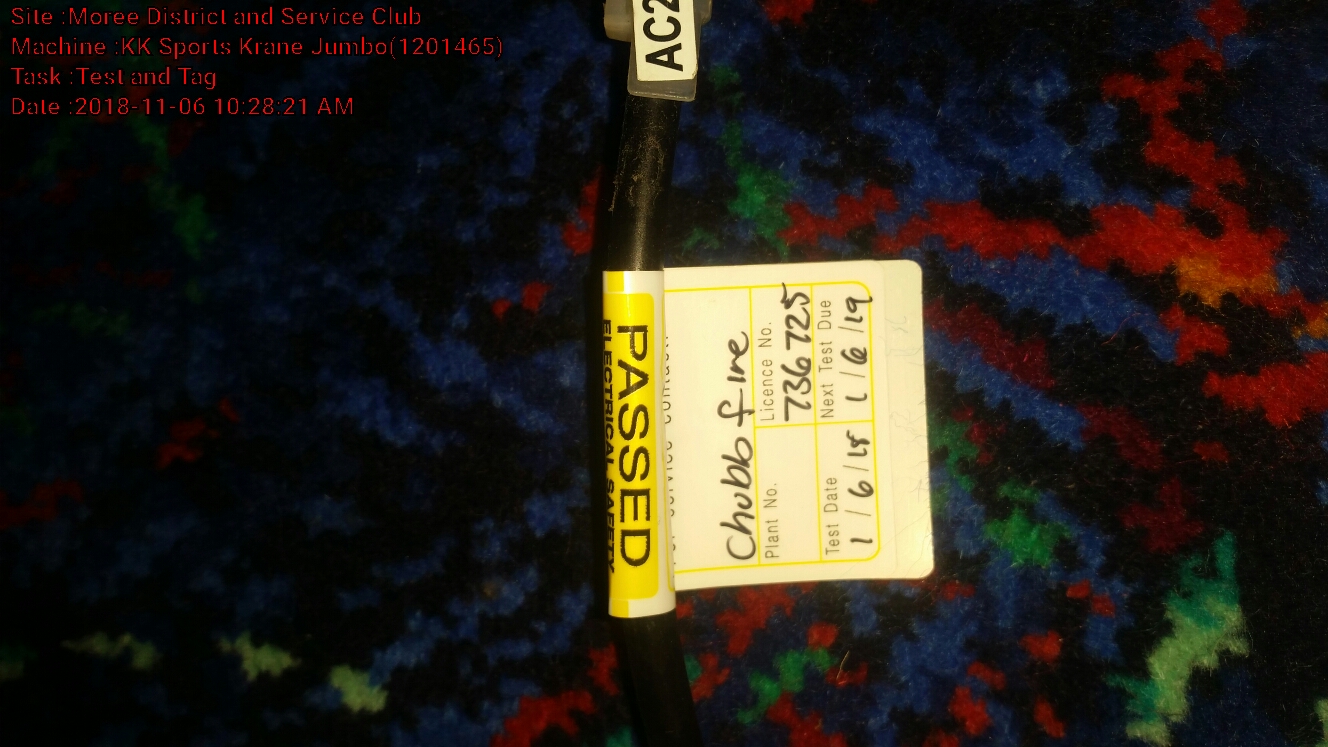 Site :Moree District and Service Club
Machine :KK Sports Krane Jumbo(1201465)
Task :Test and Tag
Date :2018-11-06 10:28:21 AM
AC2
PASSED
ELECTRICAL SAFETY
service contact
Chubb fire
Plant No.
Licence No.
736725
Test Date
1/6/18
Next Test Due
1/6/19